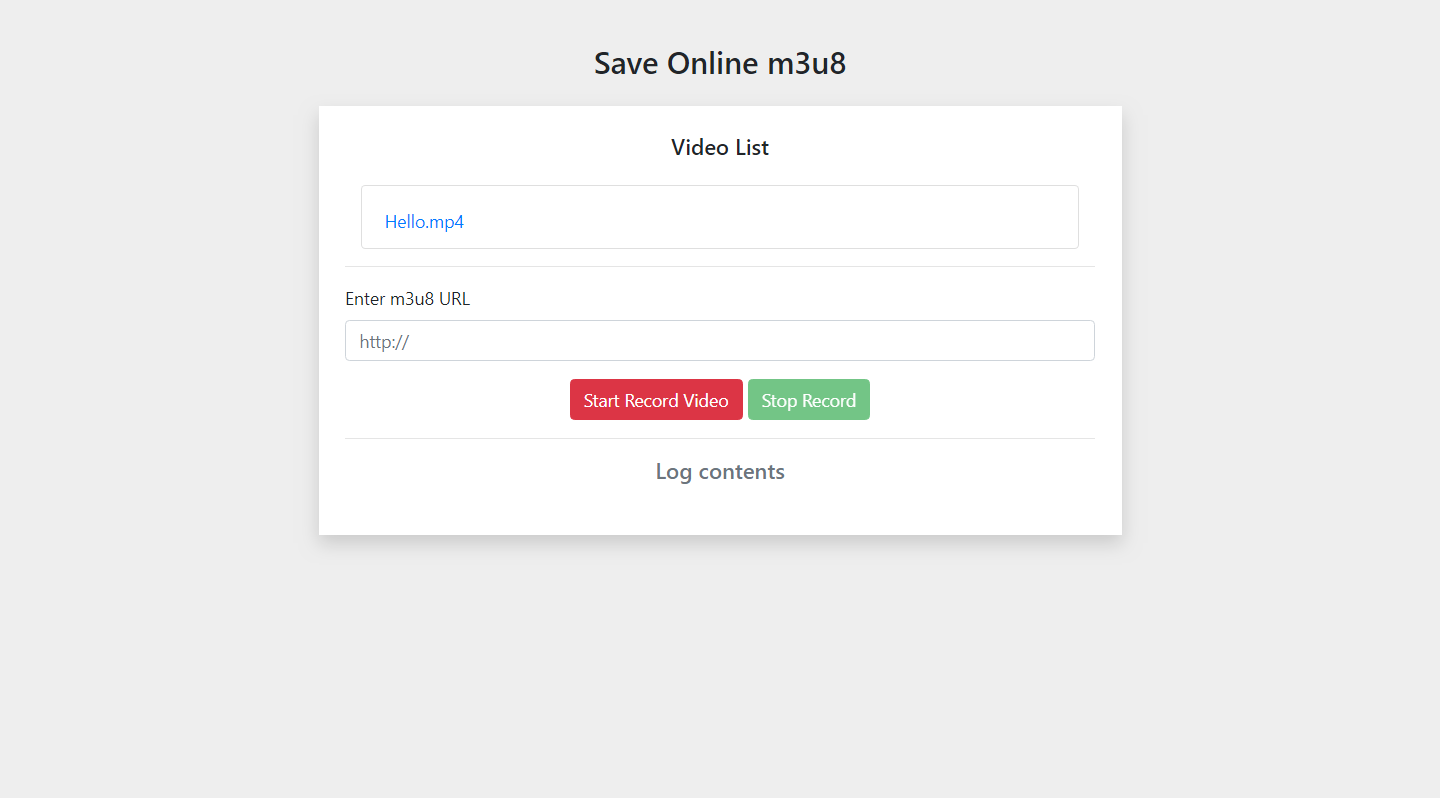 Save Online m3u8
Video List
Hello.mp4
Enter m3u8 URL
http://
Start Record Video Stop Record
Log contents